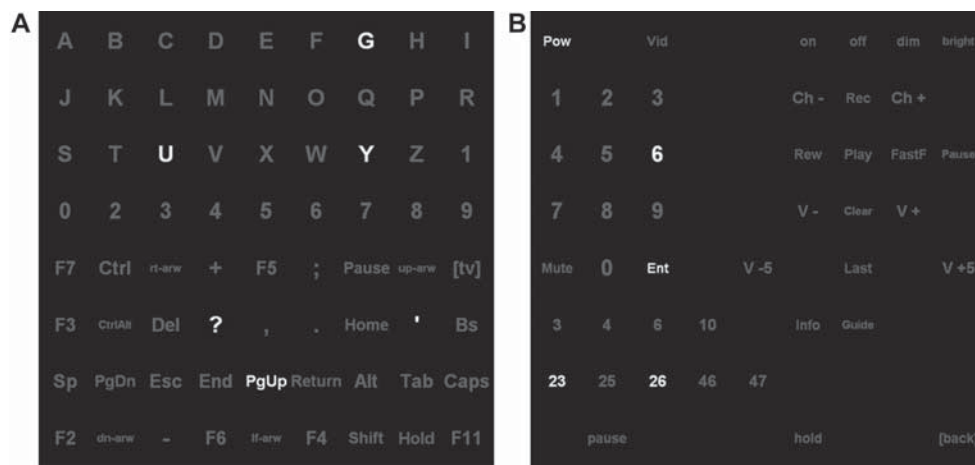 A
A B C D E F G H I
J K L M N O Q P R
S T U V X W Y Z 1
0 2 3 4 5 6 7 8 9
F7 Ctrl rt-arw + F5 ; Pause up-arw [tv]
F3 CtrlAlt Del ? , . Home ' Bs
Sp PgDn Esc End PgUp Return Alt Tab Caps
F2 dn-arw - F6 lf-arw F4 Shift Hold F11
B
Pow Vid on off dim bright
1 2 3 Ch - Rec Ch +
4 5 6 Rew Play FastF Pause
7 8 9 V - Clear V +
Mute 0 Ent V -5 Last V +5
3 4 6 10 Info Guide
23 25 26 46 47
pause hold [back]